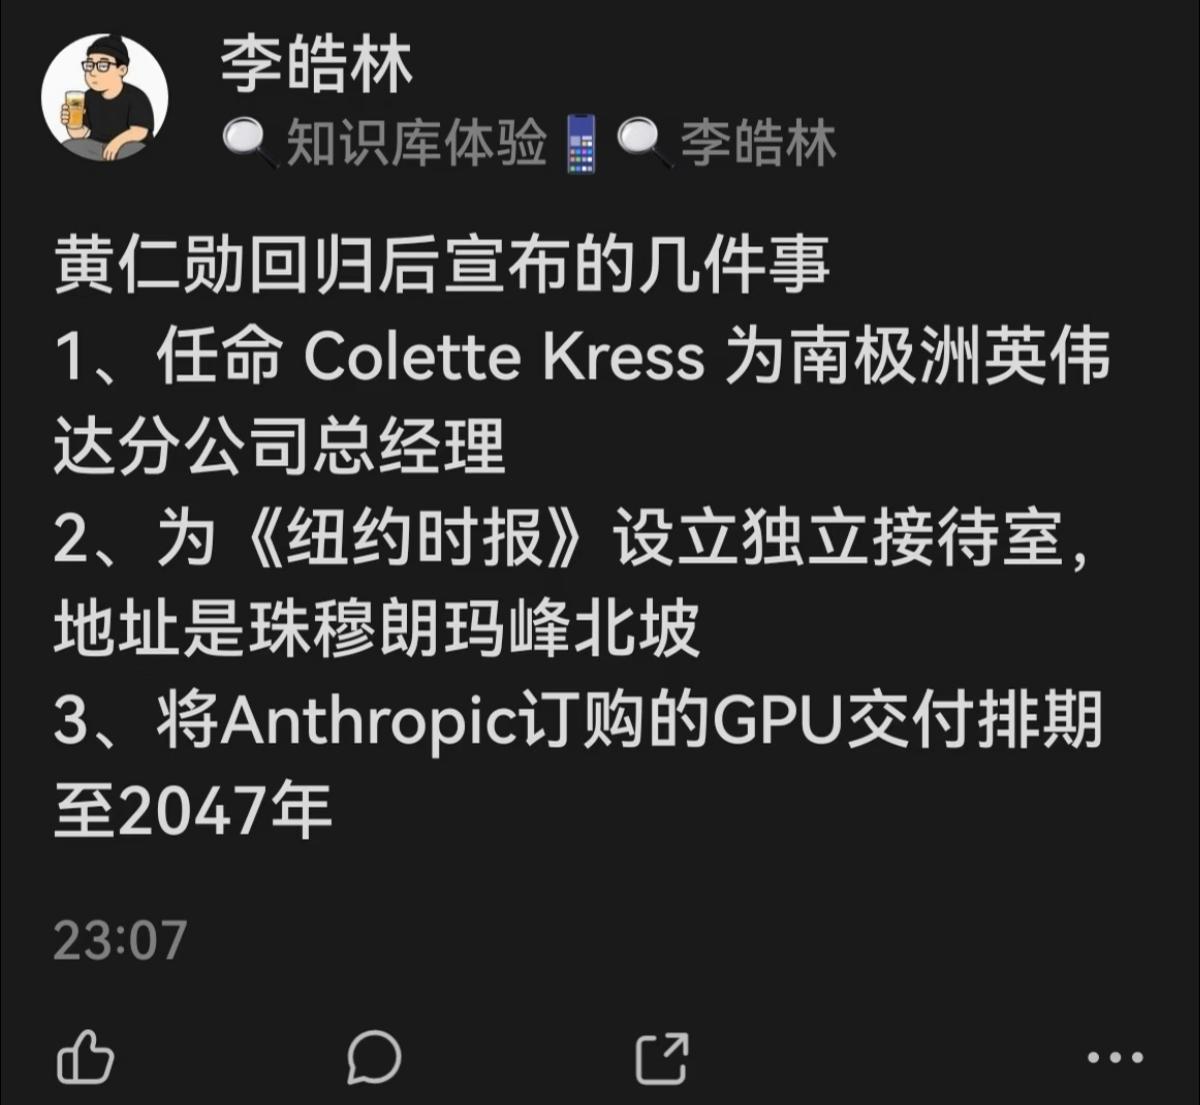 李皓林
知识库体验 李皓林
黄仁勋回归后宣布的几件事
1、任命 Colette Kress 为南极洲英伟
达分公司总经理
2、为《纽约时报》设立独立接待室，
地址是珠穆朗玛峰北坡
3、将Anthropic订购的GPU交付排期
至2047年
23:07